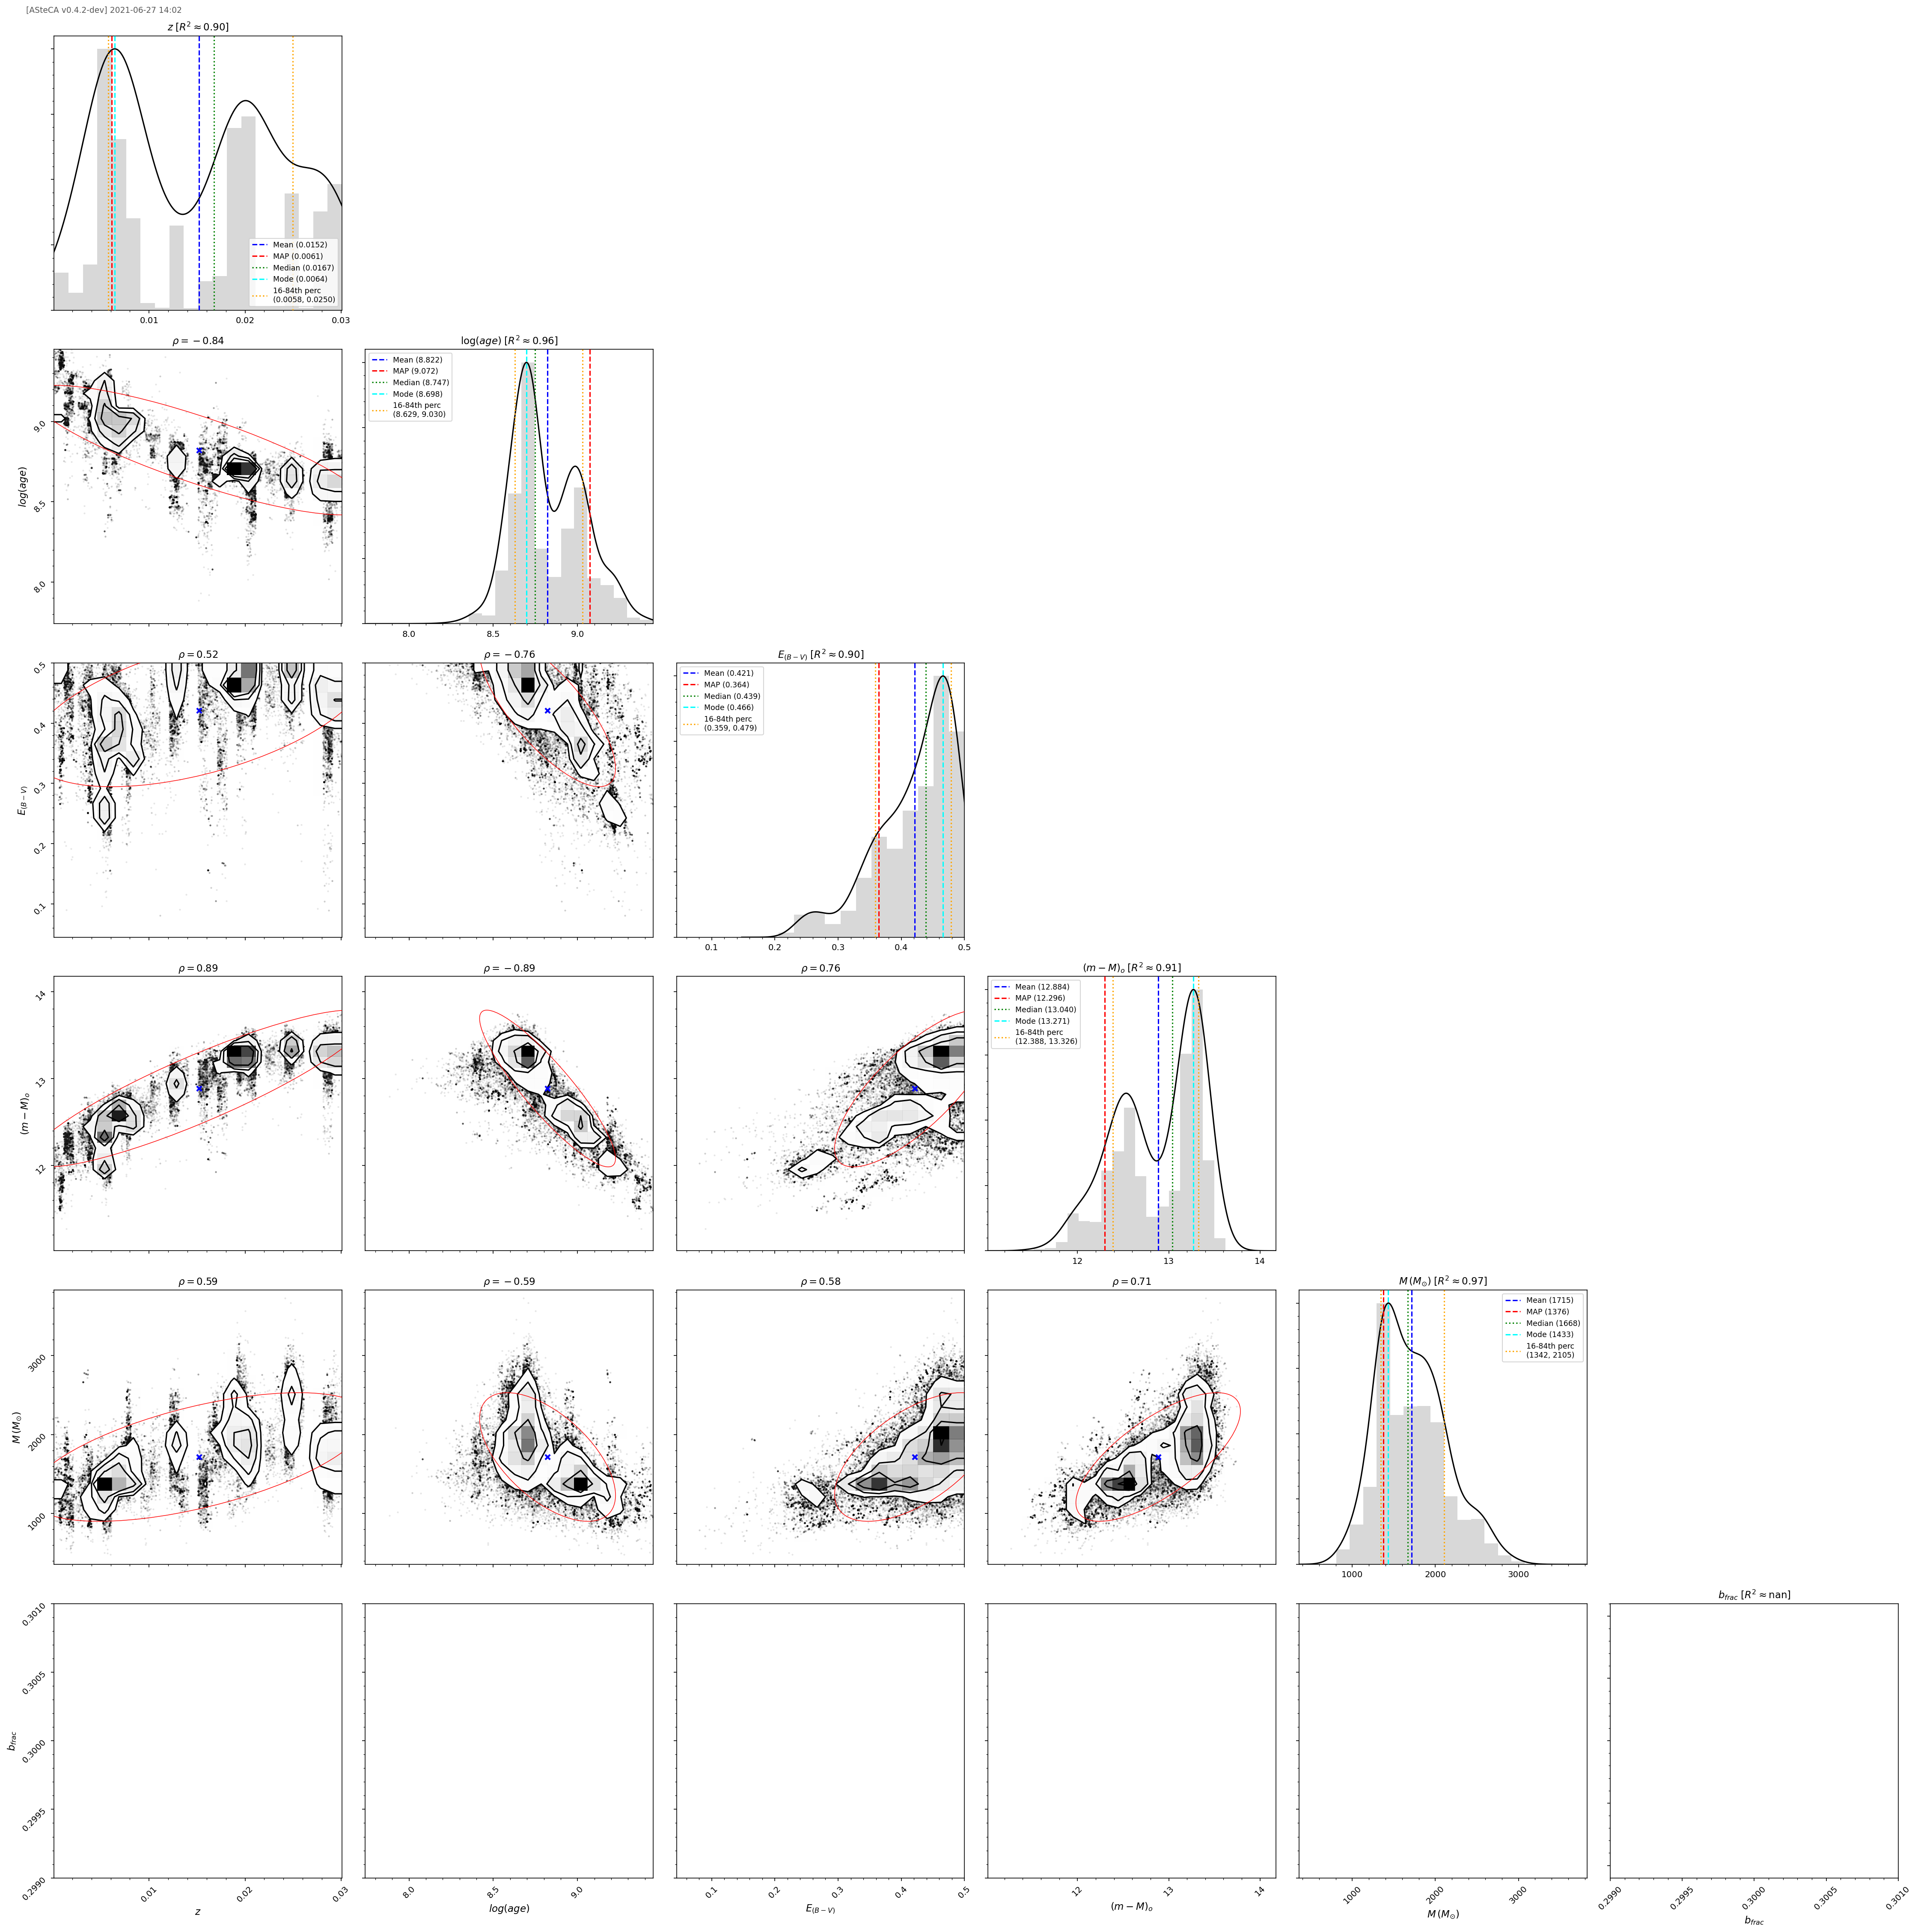 [ASteCA v0.4.2-dev] 2021-06-27 14:02
z [R² ≈ 0.90]
Mean (0.0152)
MAP (0.0061)
Median (0.0167)
Mode (0.0064)
16-84th perc
(0.0058, 0.0250)
0.01 0.02 0.03
ρ = −0.84
log(age) [R² ≈ 0.96]
Mean (8.822)
MAP (9.072)
Median (8.747)
Mode (8.698)
16-84th perc
(8.629, 9.030)
log(age)
9.0
8.5
8.0
8.0 8.5 9.0
ρ = 0.52
ρ = −0.76
E(B − V) [R² ≈ 0.90]
Mean (0.421)
MAP (0.364)
Median (0.439)
Mode (0.466)
16-84th perc
(0.359, 0.479)
E(B − V)
0.5
0.4
0.3
0.2
0.1
0.1 0.2 0.3 0.4 0.5
ρ = 0.89
ρ = −0.89
ρ = 0.76
(m − M)o [R² ≈ 0.91]
Mean (12.884)
MAP (12.296)
Median (13.040)
Mode (13.271)
16-84th perc
(12.388, 13.326)
(m − M)o
14
13
12
12 13 14
ρ = 0.59
ρ = −0.59
ρ = 0.58
ρ = 0.71
M (M⊙) [R² ≈ 0.97]
Mean (1715)
MAP (1376)
Median (1668)
Mode (1433)
16-84th perc
(1342, 2105)
M (M⊙)
3000
2000
1000
1000 2000 3000
bfrac [R² ≈ nan]
bfrac
0.3010
0.3005
0.3000
0.2995
0.2990
0.01 0.02 0.03
z
8.0 8.5 9.0
log(age)
0.1 0.2 0.3 0.4 0.5
E(B − V)
12 13 14
(m − M)o
1000 2000 3000
M (M⊙)
0.2990 0.2995 0.3000 0.3005 0.3010
bfrac